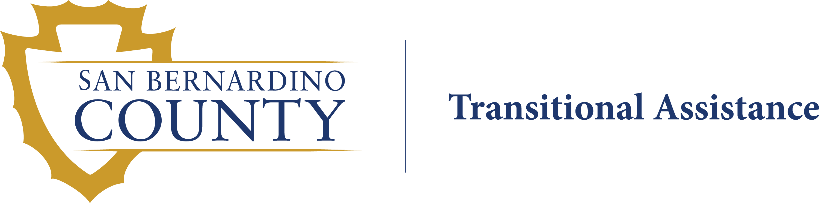 SAN BERNARDINO
COUNTY
Transitional Assistance